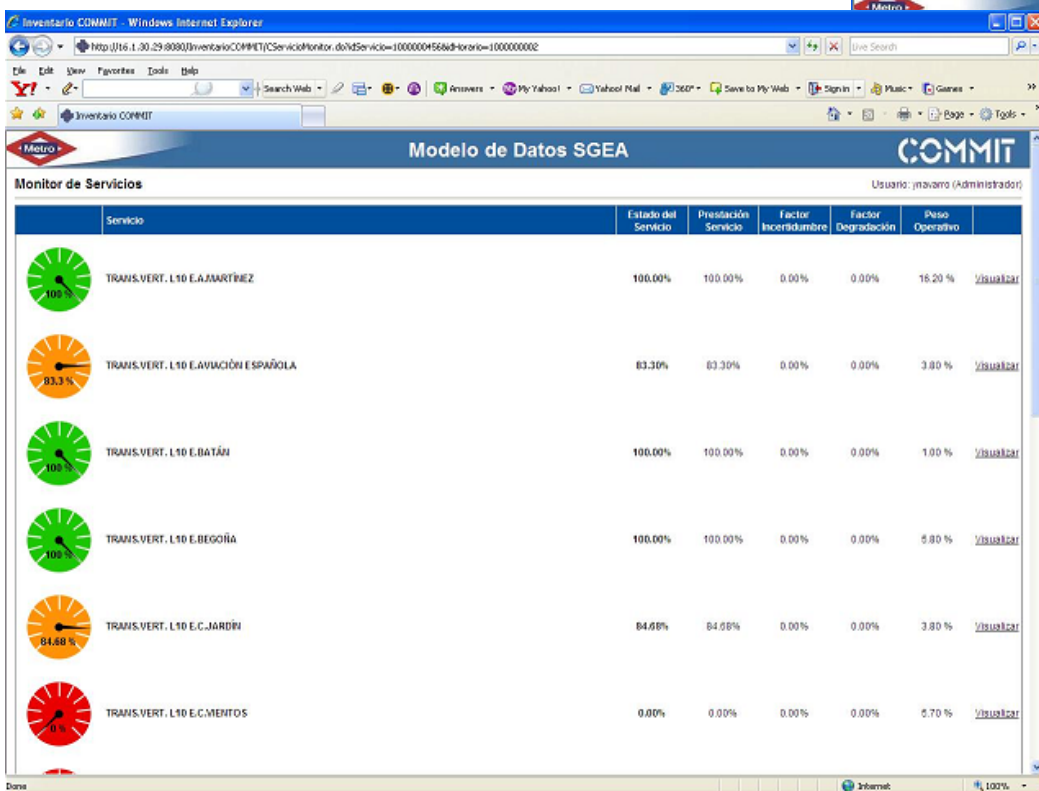 Metro
Inventario COMMIT - Windows Internet Explorer
http://16.1.30.29:8080/InventarioCOMMIT/CServicioMonitor.do?idServicio=1000000456&idHorario=1000000002
Live Search
File Edit View Favorites Tools Help
Y! Search Web Answers My Yahoo! Yahoo! Mail 360° Save to My Web Sign in Music Games
Inventario COMMIT Page Tools
Metro Modelo de Datos SGEA COMMIT
Monitor de Servicios Usuario: ynavarro (Administrador)
Servicio Estado del Servicio Prestación Servicio Factor Incertidumbre Factor Degradación Peso Operativo
100 % TRANS.VERT. L10 E.A.MARTÍNEZ 100.00% 100.00% 0.00% 0.00% 16.20 % Visualizar
83.3 % TRANS.VERT. L10 E.AVIACIÓN ESPAÑOLA 83.30% 83.30% 0.00% 0.00% 3.80 % Visualizar
100 % TRANS.VERT. L10 E.BATÁN 100.00% 100.00% 0.00% 0.00% 1.00 % Visualizar
100 % TRANS.VERT. L10 E.BEGOÑA 100.00% 100.00% 0.00% 0.00% 5.80 % Visualizar
84.68 % TRANS.VERT. L10 E.C.JARDÍN 84.68% 84.68% 0.00% 0.00% 3.80 % Visualizar
0 % TRANS.VERT. L10 E.C.VIENTOS 0.00% 0.00% 0.00% 0.00% 5.70 % Visualizar
Done Internet 100%